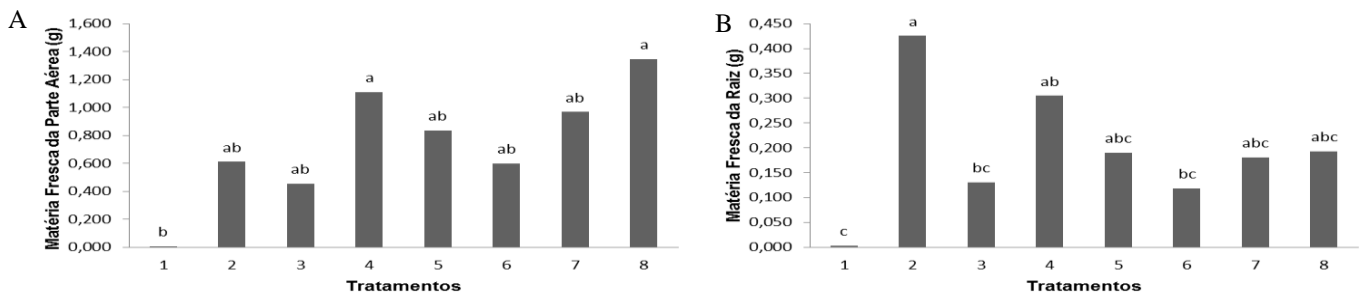 A
Matéria Fresca da Parte Aérea (g)
1,600
1,400
1,200
1,000
0,800
0,600
0,400
0,200
0,000
b
ab
ab
a
ab
ab
ab
a
1 2 3 4 5 6 7 8
Tratamentos
B
Matéria Fresca da Raiz (g)
0,450
0,400
0,350
0,300
0,250
0,200
0,150
0,100
0,050
0,000
c
a
bc
ab
abc
bc
abc
abc
1 2 3 4 5 6 7 8
Tratamentos